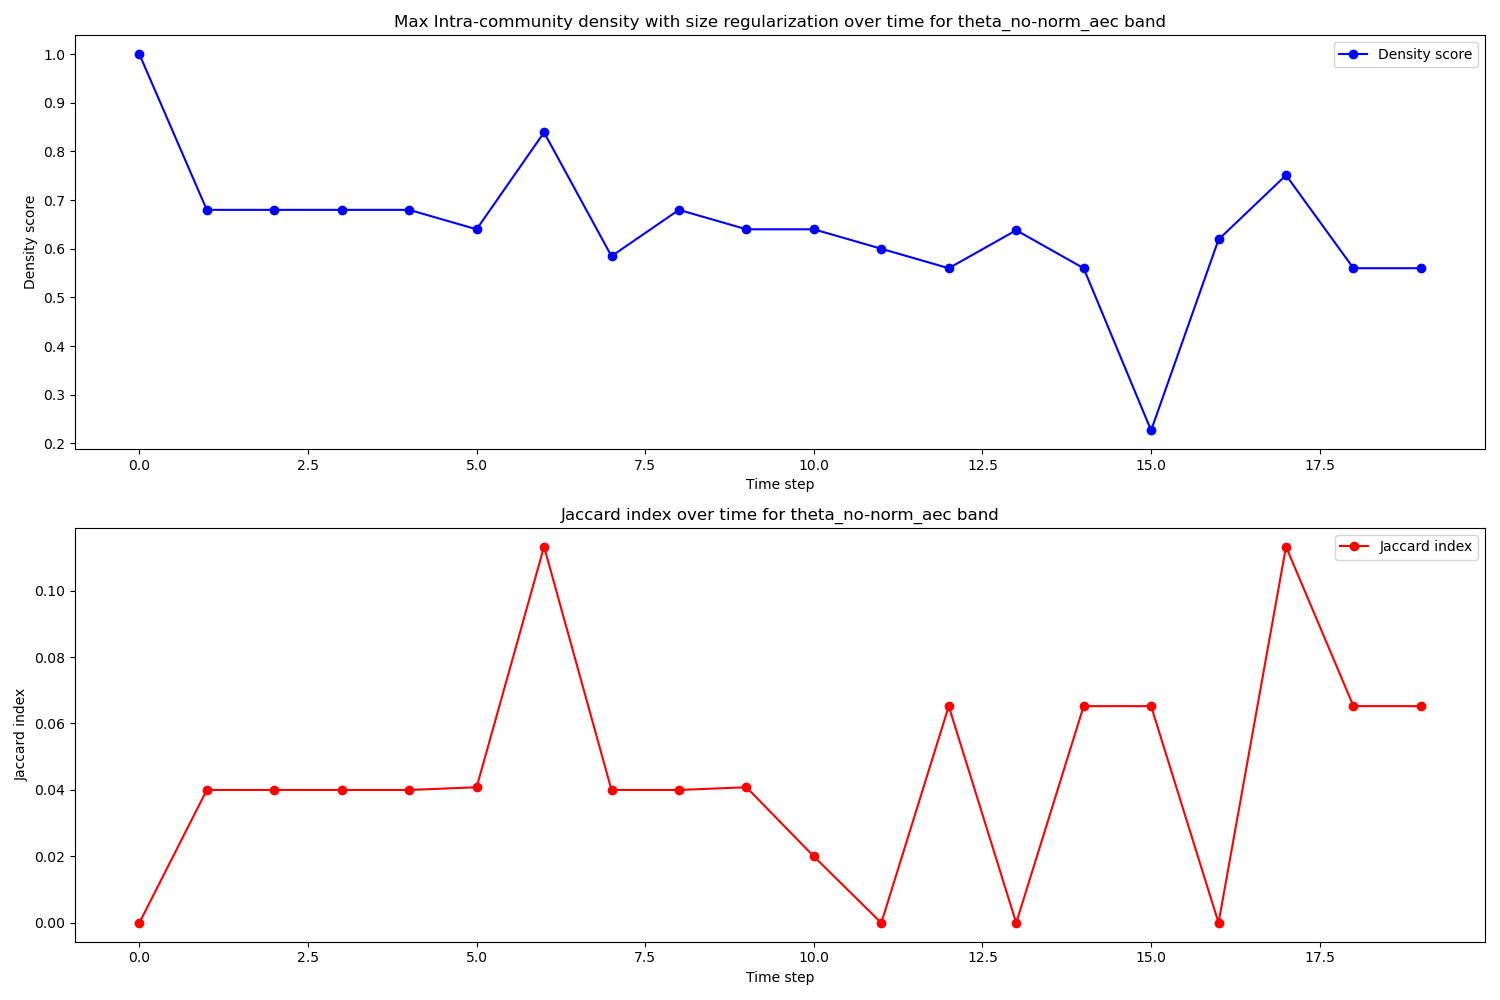 Max Intra-community density with size regularization over time for theta_no-norm_aec band
Density score
1.0
0.9
0.8
0.7
0.6
0.5
0.4
0.3
0.2
Density score
0.0 2.5 5.0 7.5 10.0 12.5 15.0 17.5
Time step
Jaccard index over time for theta_no-norm_aec band
Jaccard index
0.10
0.08
0.06
0.04
0.02
0.00
Jaccard index
0.0 2.5 5.0 7.5 10.0 12.5 15.0 17.5
Time step